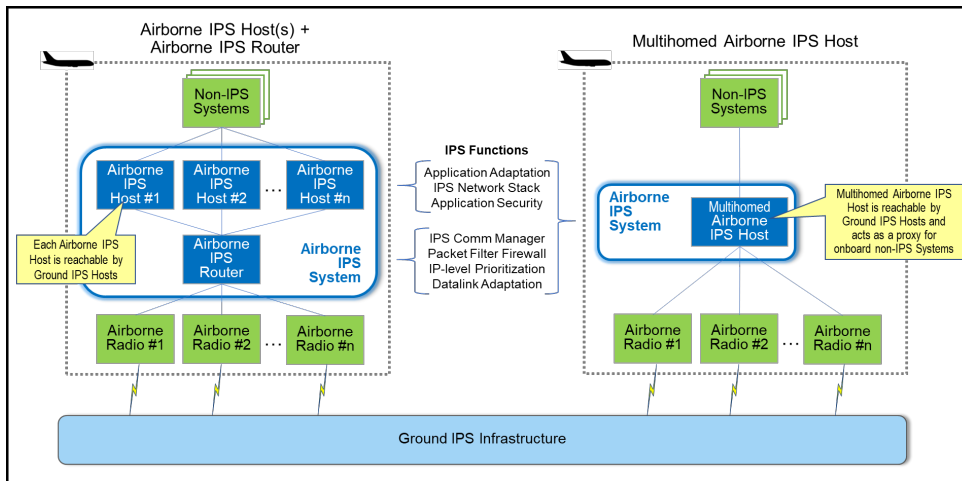 Airborne IPS Host(s) +
Airborne IPS Router
Multihomed Airborne IPS Host
Non-IPS
Systems
Airborne
IPS
Host #1
Airborne
IPS
Host #2
...
Airborne
IPS
Host #n
Each Airborne IPS
Host is reachable by
Ground IPS Hosts
Airborne
IPS
Router
Airborne
IPS
System
Airborne
Radio #1
Airborne
Radio #2
...
Airborne
Radio #n
IPS Functions
Application Adaptation
IPS Network Stack
Application Security
IPS Comm Manager
Packet Filter Firewall
IP-level Prioritization
Datalink Adaptation
Non-IPS
Systems
Airborne
IPS
System
Multihomed
Airborne
IPS Host
Multihomed Airborne IPS
Host is reachable by
Ground IPS Hosts and
acts as a proxy for
onboard non-IPS Systems
Airborne
Radio #1
Airborne
Radio #2
...
Airborne
Radio #n
Ground IPS Infrastructure